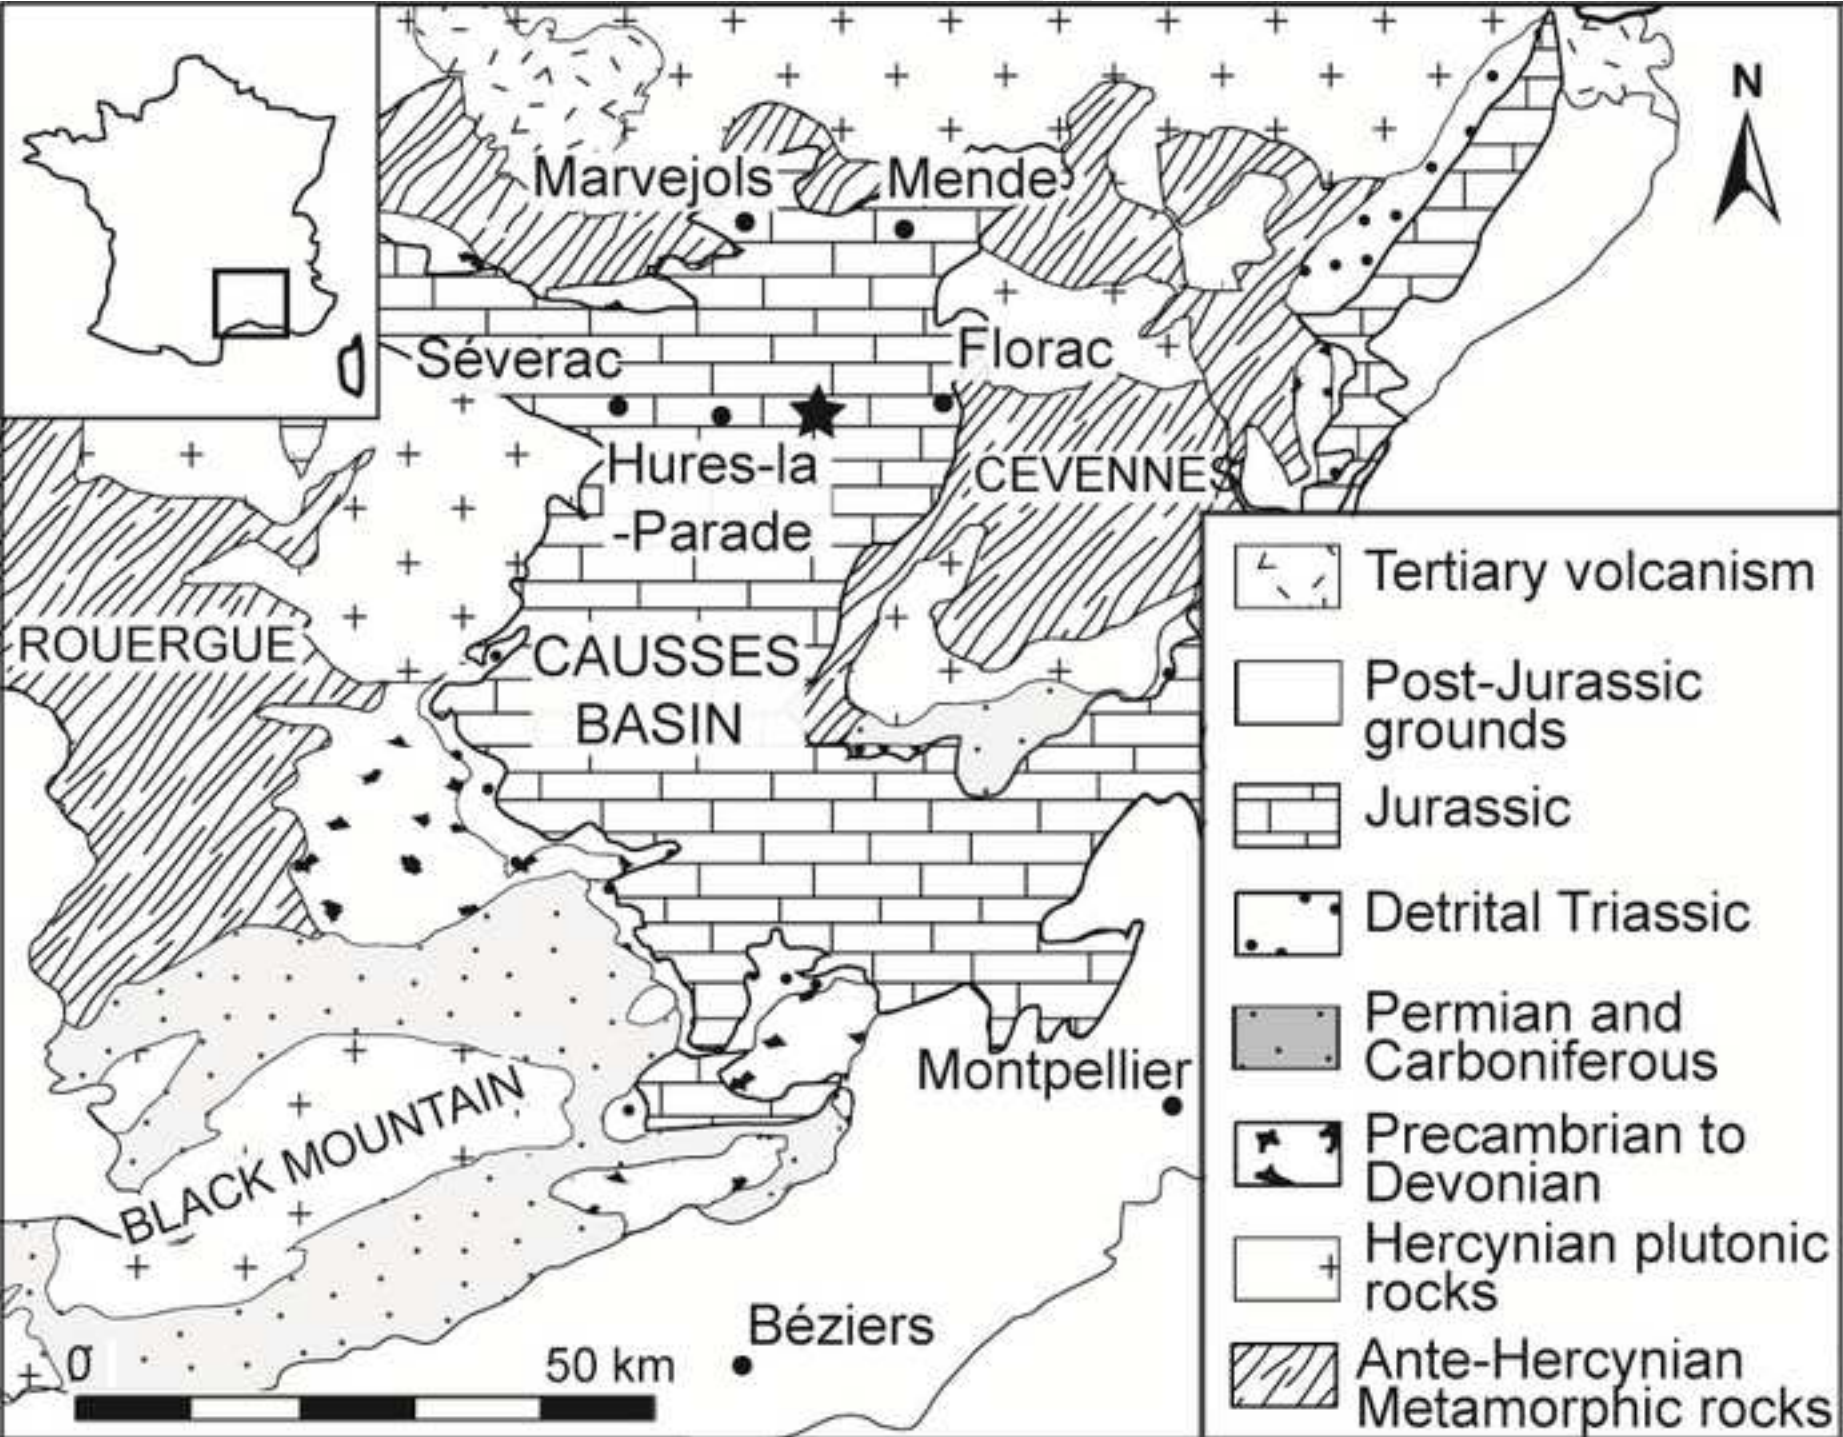 N
Marvejols
Mende
Séverac
Florac
Hures-la
-Parade
CEVENNES
ROUERGUE
CAUSSES
BASIN
Montpellier
BLACK MOUNTAIN
Béziers
0
50 km
Tertiary volcanism
Post-Jurassic
grounds
Jurassic
Detrital Triassic
Permian and
Carboniferous
Precambrian to
Devonian
Hercynian plutonic
rocks
Ante-Hercynian
Metamorphic rocks